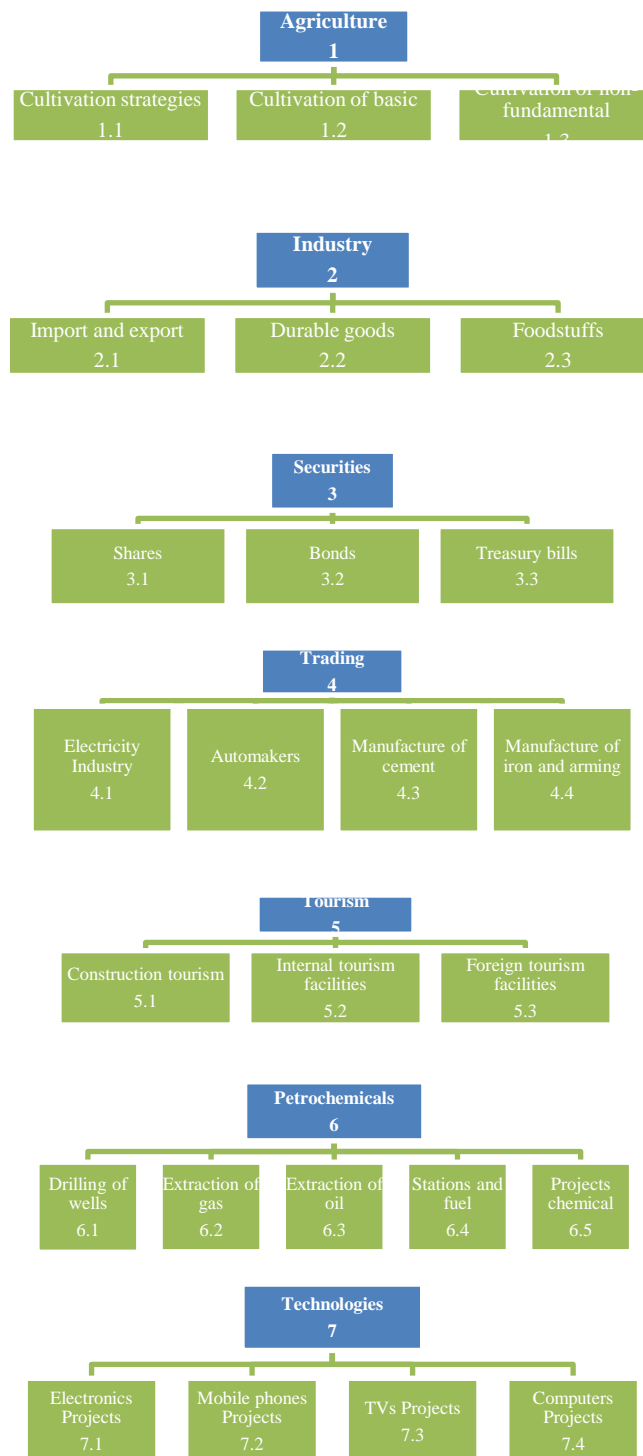 Agriculture
1
Cultivation strategies
1.1
Cultivation of basic
1.2
Cultivation of non-
fundamental
1.3
Industry
2
Import and export
2.1
Durable goods
2.2
Foodstuffs
2.3
Securities
3
Shares
3.1
Bonds
3.2
Treasury bills
3.3
Trading
4
Electricity
Industry
4.1
Automakers
4.2
Manufacture of
cement
4.3
Manufacture of
iron and arming
4.4
Tourism
5
Construction tourism
5.1
Internal tourism
facilities
5.2
Foreign tourism
facilities
5.3
Petrochemicals
6
Drilling of
wells
6.1
Extraction of
gas
6.2
Extraction of
oil
6.3
Stations and
fuel
6.4
Projects
chemical
6.5
Technologies
7
Electronics
Projects
7.1
Mobile phones
Projects
7.2
TVs Projects
7.3
Computers
Projects
7.4